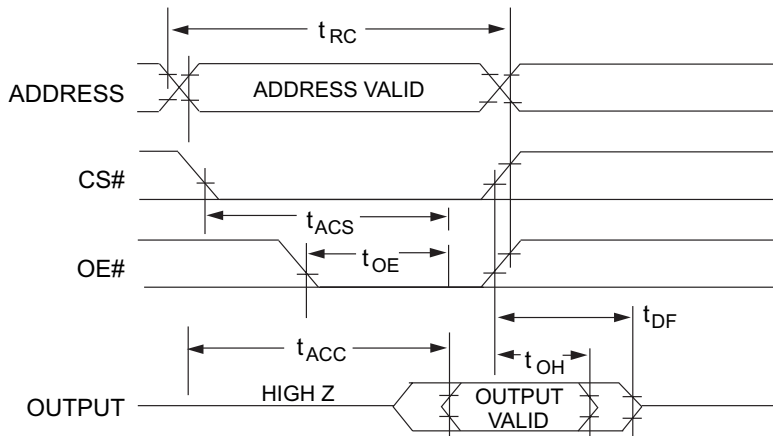 tRC
ADDRESS
ADDRESS VALID
CS#
tACS
OE#
tOE
tDF
tACC
tOH
OUTPUT
HIGH Z
OUTPUT
VALID